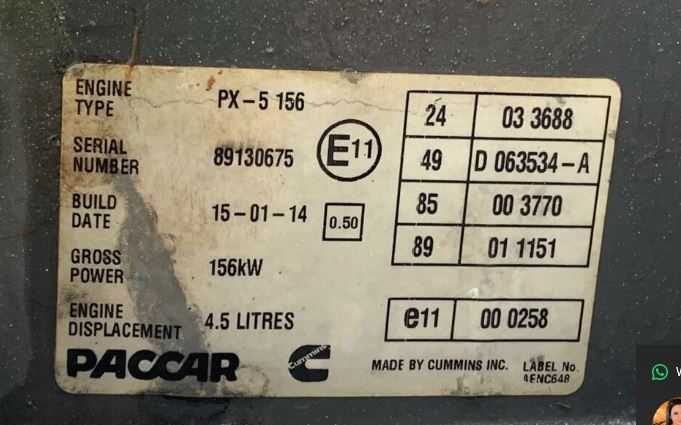 ENGINE TYPE PX-5 156
SERIAL NUMBER 89130675
BUILD DATE 15-01-14
GROSS POWER 156kW
ENGINE DISPLACEMENT 4.5 LITRES
E11
0.50
24 03 3688
49 D 063534-A
85 00 3770
89 01 1151
e11 00 0258
PACCAR
Cummins
MADE BY CUMMINS INC.
LABEL No.